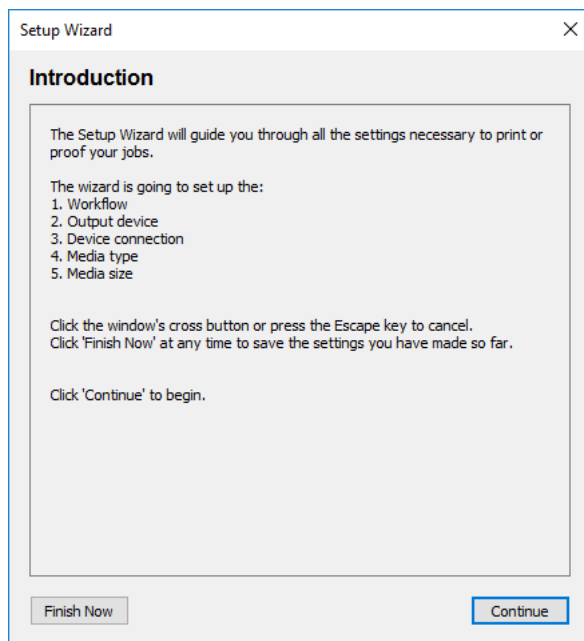 Setup Wizard
Introduction
The Setup Wizard will guide you through all the settings necessary to print or
proof your jobs.
The wizard is going to set up the:
1. Workflow
2. Output device
3. Device connection
4. Media type
5. Media size
Click the window's cross button or press the Escape key to cancel.
Click 'Finish Now' at any time to save the settings you have made so far.
Click 'Continue' to begin.
Finish Now
Continue